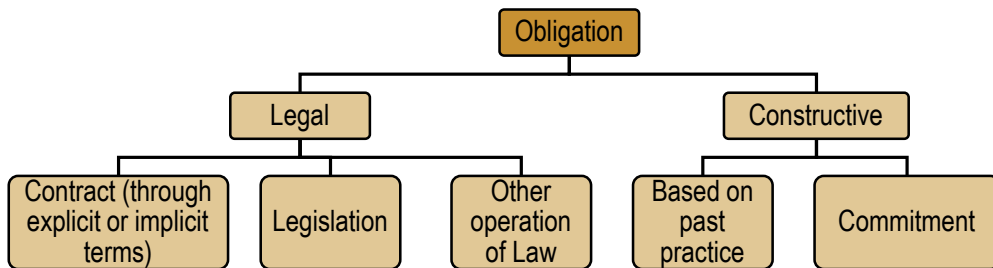 Obligation
Legal
Constructive
Contract (through
explicit or implicit
terms)
Legislation
Other
operation
of Law
Based on
past
practice
Commitment